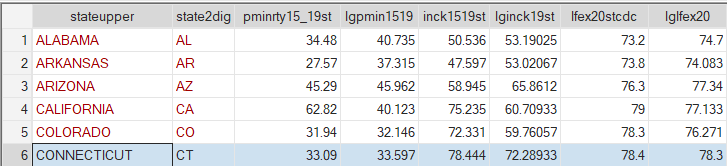 stateupper state2dig pminrty15_19st lgpmin1519 inck1519st lginck19st lfex20stcdc lglfex20
1 ALABAMA AL 34.48 40.735 50.536 53.19025 73.2 74.7
2 ARKANSAS AR 27.57 37.315 47.597 53.02067 73.8 74.083
3 ARIZONA AZ 45.29 45.962 58.945 65.8612 76.3 77.34
4 CALIFORNIA CA 62.82 40.123 75.235 60.70933 79 77.133
5 COLORADO CO 31.94 32.146 72.331 59.76057 78.3 76.271
6 CONNECTICUT CT 33.09 33.597 78.444 72.28933 78.4 78.3